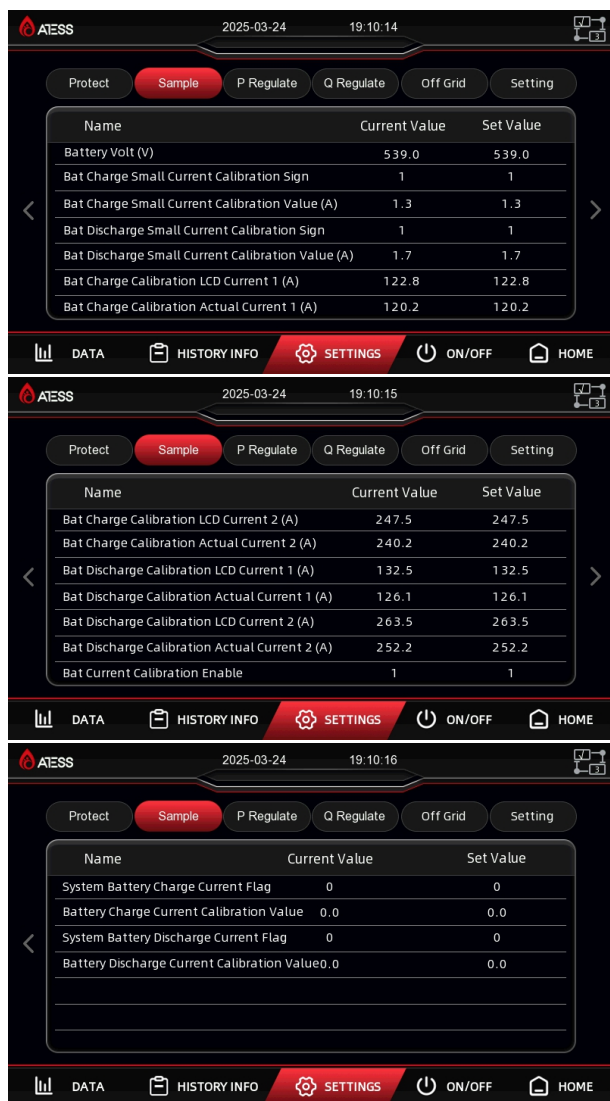 ATESS 2025-03-24 19:10:14
3
Protect Sample P Regulate Q Regulate Off Grid Setting
Name Current Value Set Value
Battery Volt (V) 539.0 539.0
Bat Charge Small Current Calibration Sign 1 1
Bat Charge Small Current Calibration Value (A) 1.3 1.3
Bat Discharge Small Current Calibration Sign 1 1
Bat Discharge Small Current Calibration Value (A) 1.7 1.7
Bat Charge Calibration LCD Current 1 (A) 122.8 122.8
Bat Charge Calibration Actual Current 1 (A) 120.2 120.2
DATA HISTORY INFO SETTINGS ON/OFF HOME
ATESS 2025-03-24 19:10:15
3
Protect Sample P Regulate Q Regulate Off Grid Setting
Name Current Value Set Value
Bat Charge Calibration LCD Current 2 (A) 247.5 247.5
Bat Charge Calibration Actual Current 2 (A) 240.2 240.2
Bat Discharge Calibration LCD Current 1 (A) 132.5 132.5
Bat Discharge Calibration Actual Current 1 (A) 126.1 126.1
Bat Discharge Calibration LCD Current 2 (A) 263.5 263.5
Bat Discharge Calibration Actual Current 2 (A) 252.2 252.2
Bat Current Calibration Enable 1 1
DATA HISTORY INFO SETTINGS ON/OFF HOME
ATESS 2025-03-24 19:10:16
3
Protect Sample P Regulate Q Regulate Off Grid Setting
Name Current Value Set Value
System Battery Charge Current Flag 0 0
Battery Charge Current Calibration Value 0.0 0.0
System Battery Discharge Current Flag 0 0
Battery Discharge Current Calibration Value0.0 0.0
DATA HISTORY INFO SETTINGS ON/OFF HOME